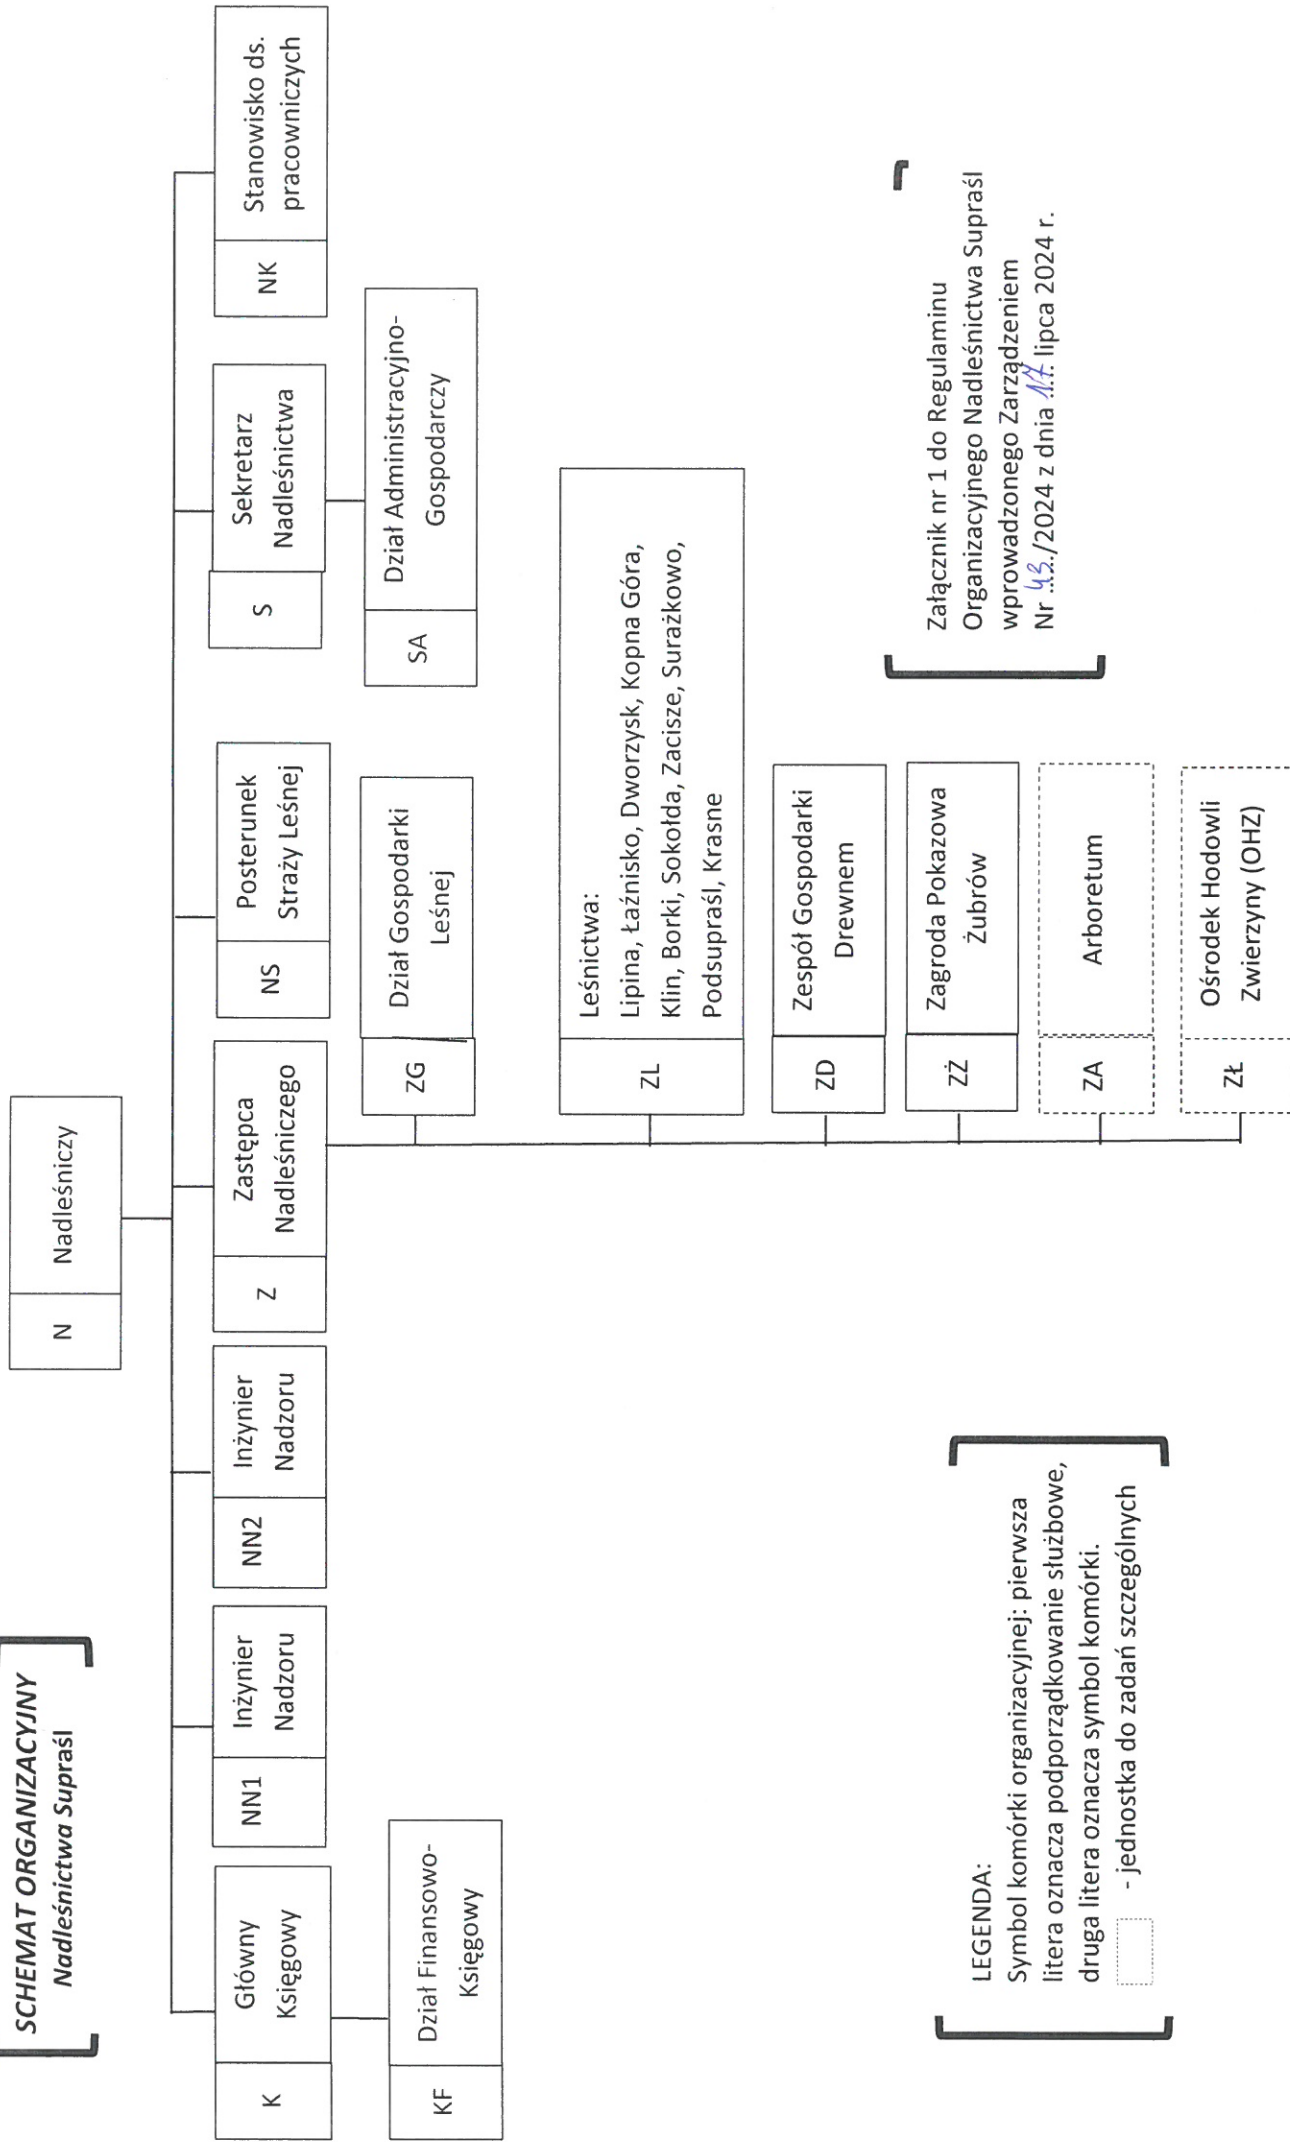 SCHEMAT ORGANIZACYJNY
Nadleśnictwa Supraśl
N
Nadleśniczy
K
Główny
Księgowy
NN1
Inżynier
Nadzoru
NN2
Inżynier
Nadzoru
Z
Zastępca
Nadleśniczego
NS
Posterunek
Straży Leśnej
S
Sekretarz
Nadleśnictwa
NK
Stanowisko ds.
pracowniczych
KF
Dział Finansowo-
Księgowy
ZG
Dział Gospodarki
Leśnej
SA
Dział Administracyjno-
Gospodarczy
ZL
Leśnictwa:
Lipina, Łaźnisko, Dworzysk, Kopna Góra,
Klin, Borki, Sokołda, Zacisze, Surażkowo,
Podsupraśl, Krasne
ZD
Zespół Gospodarki
Drewnem
ZŻ
Zagroda Pokazowa
Żubrów
ZA
Arboretum
ZŁ
Ośrodek Hodowli
Zwierzyny (OHZ)
LEGENDA:
Symbol komórki organizacyjnej: pierwsza
litera oznacza podporządkowanie służbowe,
druga litera oznacza symbol komórki.
- jednostka do zadań szczególnych
Załącznik nr 1 do Regulaminu
Organizacyjnego Nadleśnictwa Supraśl
wprowadzonego Zarządzeniem
Nr 43./2024 z dnia 17 lipca 2024 r.